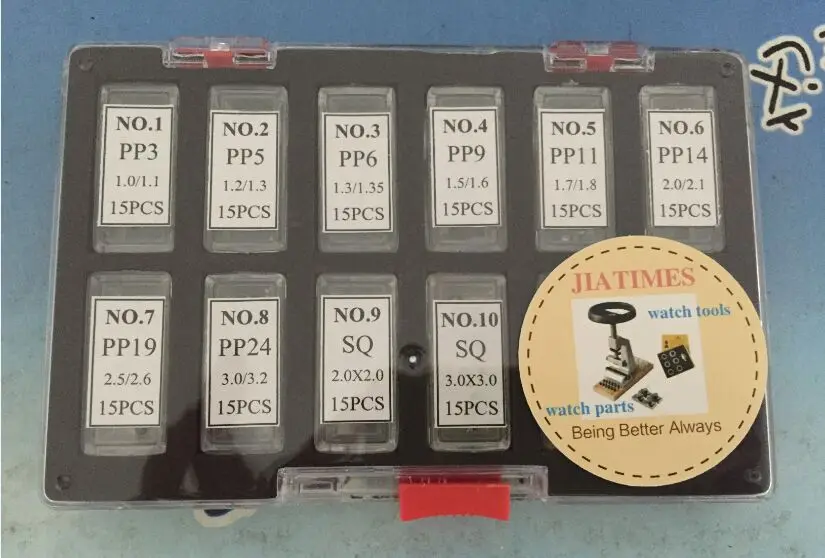 NO.1
PP3
1.0/1.1
15PCS
NO.2
PP5
1.2/1.3
15PCS
NO.3
PP6
1.3/1.35
15PCS
NO.4
PP9
1.5/1.6
15PCS
NO.5
PP11
1.7/1.8
15PCS
NO.6
PP14
2.0/2.1
15PCS
NO.7
PP19
2.5/2.6
15PCS
NO.8
PP24
3.0/3.2
15PCS
NO.9
SQ
2.0X2.0
15PCS
NO.10
SQ
3.0X3.0
15PCS
JIATIMES
watch tools
watch parts
Being Better Always